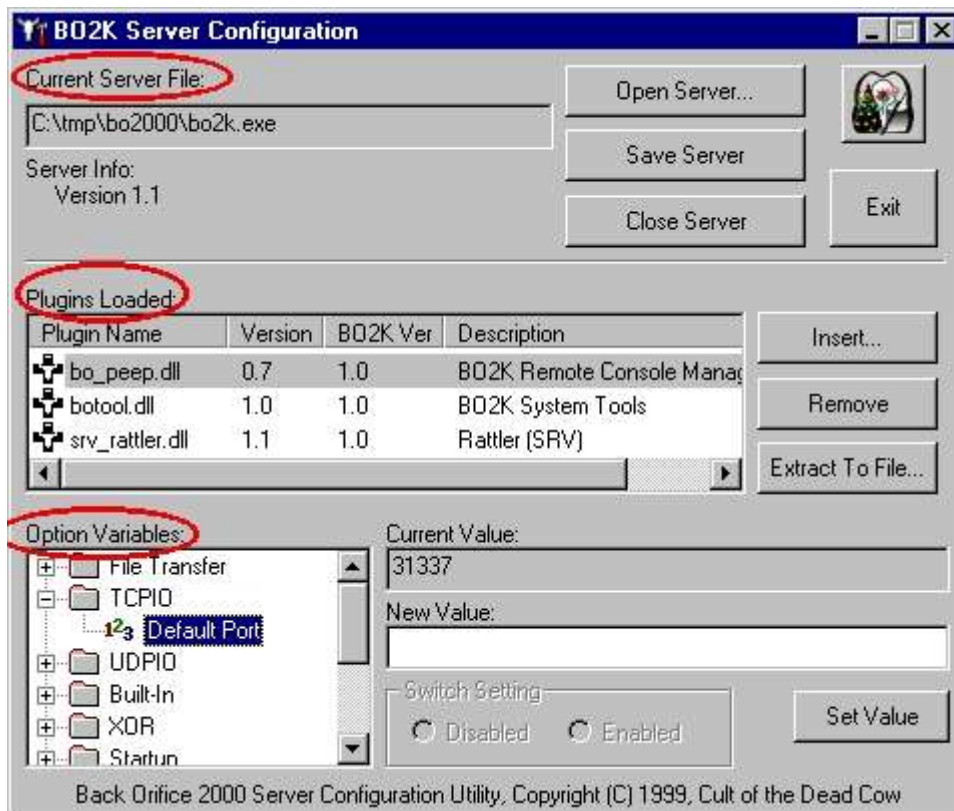 BO2K Server Configuration
Current Server File:
C:\tmp\bo2000\bo2k.exe
Open Server...
Save Server
Server Info:
Version 1.1
Close Server
Exit
Plugins Loaded:
Plugin Name Version BO2K Ver Description
bo_peep.dll 0.7 1.0 BO2K Remote Console Manag
botool.dll 1.0 1.0 BO2K System Tools
srv_rattler.dll 1.1 1.0 Rattler (SRV)
Insert...
Remove
Extract To File...
Option Variables:
File Transfer
TCPIO
123 Default Port
UDPIO
Built-In
XOR
Startup
Current Value:
31337
New Value:
Switch Setting
Disabled Enabled
Set Value
Back Orifice 2000 Server Configuration Utility, Copyright (C) 1999, Cult of the Dead Cow